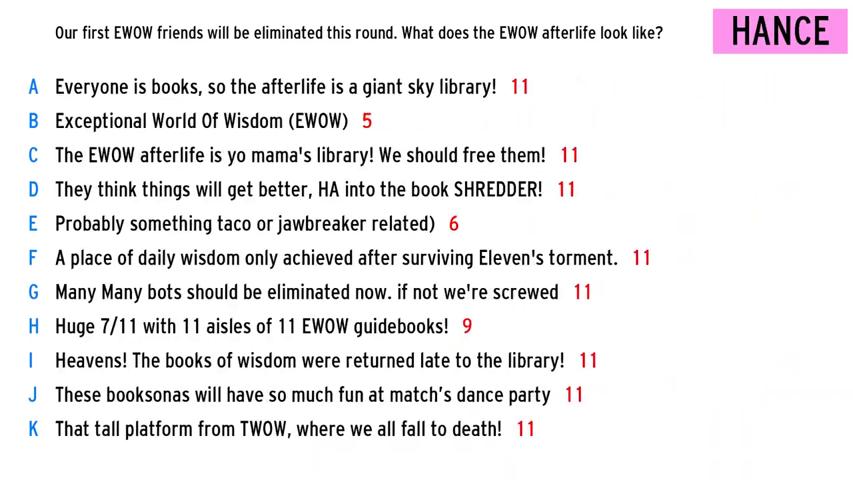 Our first EWOW friends will be eliminated this round. What does the EWOW afterlife look like?
HANCE
A Everyone is books, so the afterlife is a giant sky library! 11
B Exceptional World Of Wisdom (EWOW) 5
C The EWOW afterlife is yo mama's library! We should free them! 11
D They think things will get better, HA into the book SHREDDER! 11
E Probably something taco or jawbreaker related) 6
F A place of daily wisdom only achieved after surviving Eleven's torment. 11
G Many Many bots should be eliminated now. if not we're screwed 11
H Huge 7/11 with 11 aisles of 11 EWOW guidebooks! 9
I Heavens! The books of wisdom were returned late to the library! 11
J These booksonas will have so much fun at match’s dance party 11
K That tall platform from TWOW, where we all fall to death! 11